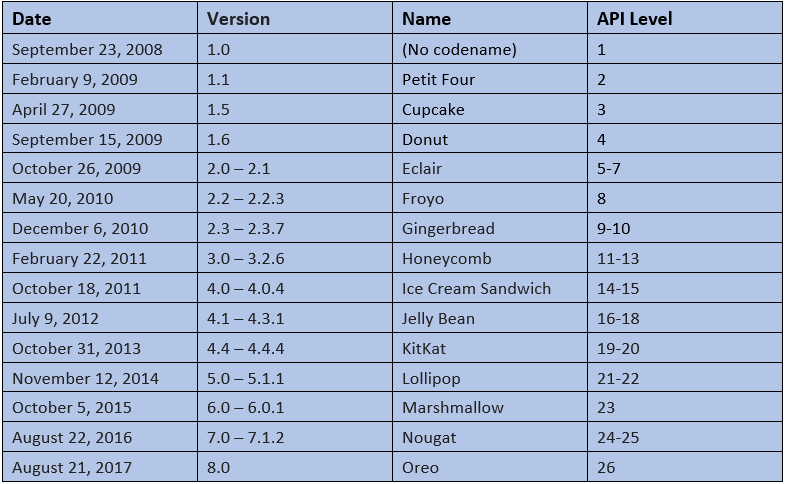 Date Version Name API Level
September 23, 2008 1.0 (No codename) 1
February 9, 2009 1.1 Petit Four 2
April 27, 2009 1.5 Cupcake 3
September 15, 2009 1.6 Donut 4
October 26, 2009 2.0 – 2.1 Eclair 5-7
May 20, 2010 2.2 – 2.2.3 Froyo 8
December 6, 2010 2.3 – 2.3.7 Gingerbread 9-10
February 22, 2011 3.0 – 3.2.6 Honeycomb 11-13
October 18, 2011 4.0 – 4.0.4 Ice Cream Sandwich 14-15
July 9, 2012 4.1 – 4.3.1 Jelly Bean 16-18
October 31, 2013 4.4 – 4.4.4 KitKat 19-20
November 12, 2014 5.0 – 5.1.1 Lollipop 21-22
October 5, 2015 6.0 – 6.0.1 Marshmallow 23
August 22, 2016 7.0 – 7.1.2 Nougat 24-25
August 21, 2017 8.0 Oreo 26